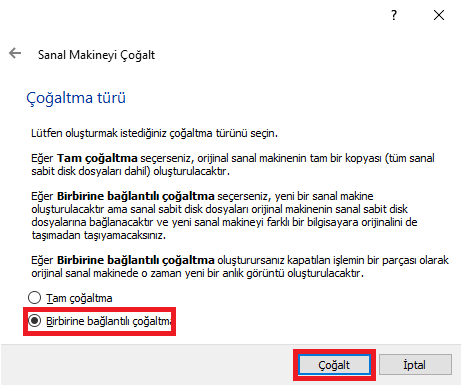 ?
Sanal Makineyi Çoğalt
Çoğaltma türü
Lütfen oluşturmak istediğiniz çoğaltma türünü seçin.
Eğer Tam çoğaltma seçerseniz, orijinal sanal makinenin tam bir kopyası (tüm sanal
sabit disk dosyaları dahil) oluşturulacaktır.
Eğer Birbirine bağlantılı çoğaltma seçerseniz, yeni bir sanal makine
oluşturulacaktır ama sanal sabit disk dosyaları orijinal makinenin sanal sabit disk
dosyalarına bağlanacaktır ve yeni sanal makineyi farklı bir bilgisayara orijinalini de
taşımadan taşıyamacaksınız.
Eğer Birbirine bağlantılı çoğaltma oluşturursanız kapatılan işlemin bir parçası olarak
orijinal sanal makinede o zaman yeni bir anlık görüntü oluşturulacaktır.
Tam çoğaltma
Birbirine bağlantılı çoğaltma
Çoğalt
İptal